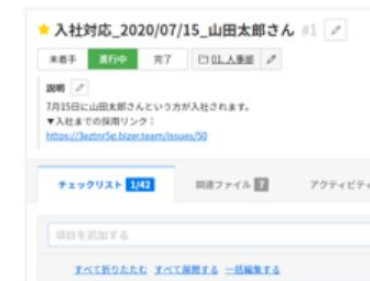 入社対応_2020/07/15_山田太郎さん #1
未着手 進行中 完了 01.人事部
説明
7月15日に山田太郎さんという方が入社されます。
▼入社までの採用リンク：
https://3eztnr5g.bizer.team/issues/50
チェックリスト 1/42 関連ファイル 7 アクティビティ
項目を追加する
すべて折りたたむ すべて展開する 一括編集する